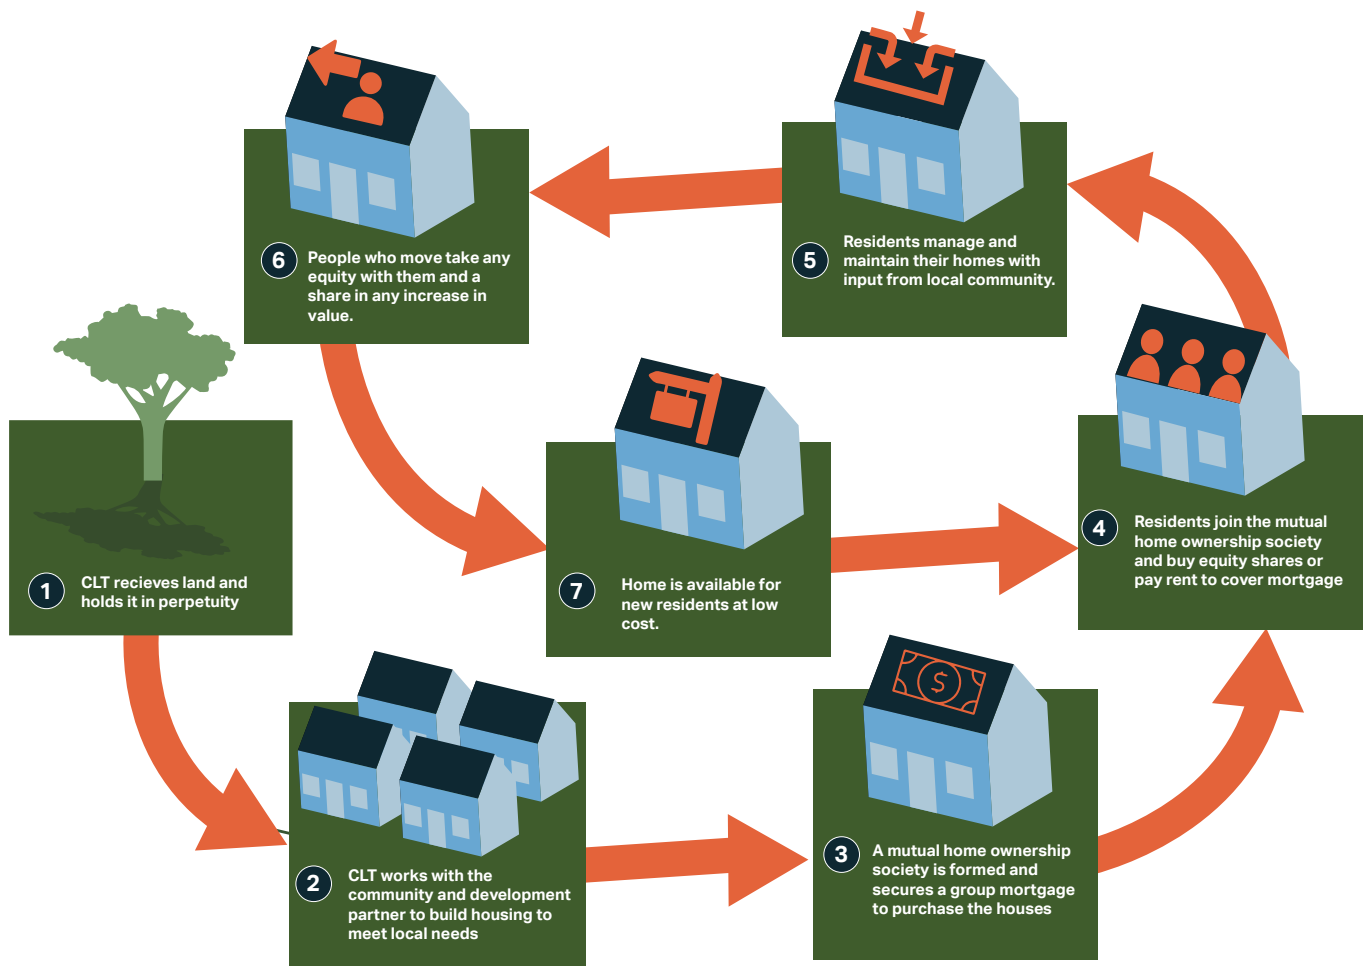 1
CLT recieves land and
holds it in perpetuity
2
CLT works with the
community and development
partner to build housing to
meet local needs
3
A mutual home ownership
society is formed and
secures a group mortgage
to purchase the houses
$
4
Residents join the mutual
home ownership society
and buy equity shares or
pay rent to cover mortgage
5
Residents manage and
maintain their homes with
input from local community.
6
People who move take any
equity with them and a
share in any increase in
value.
7
Home is available for
new residents at low
cost.